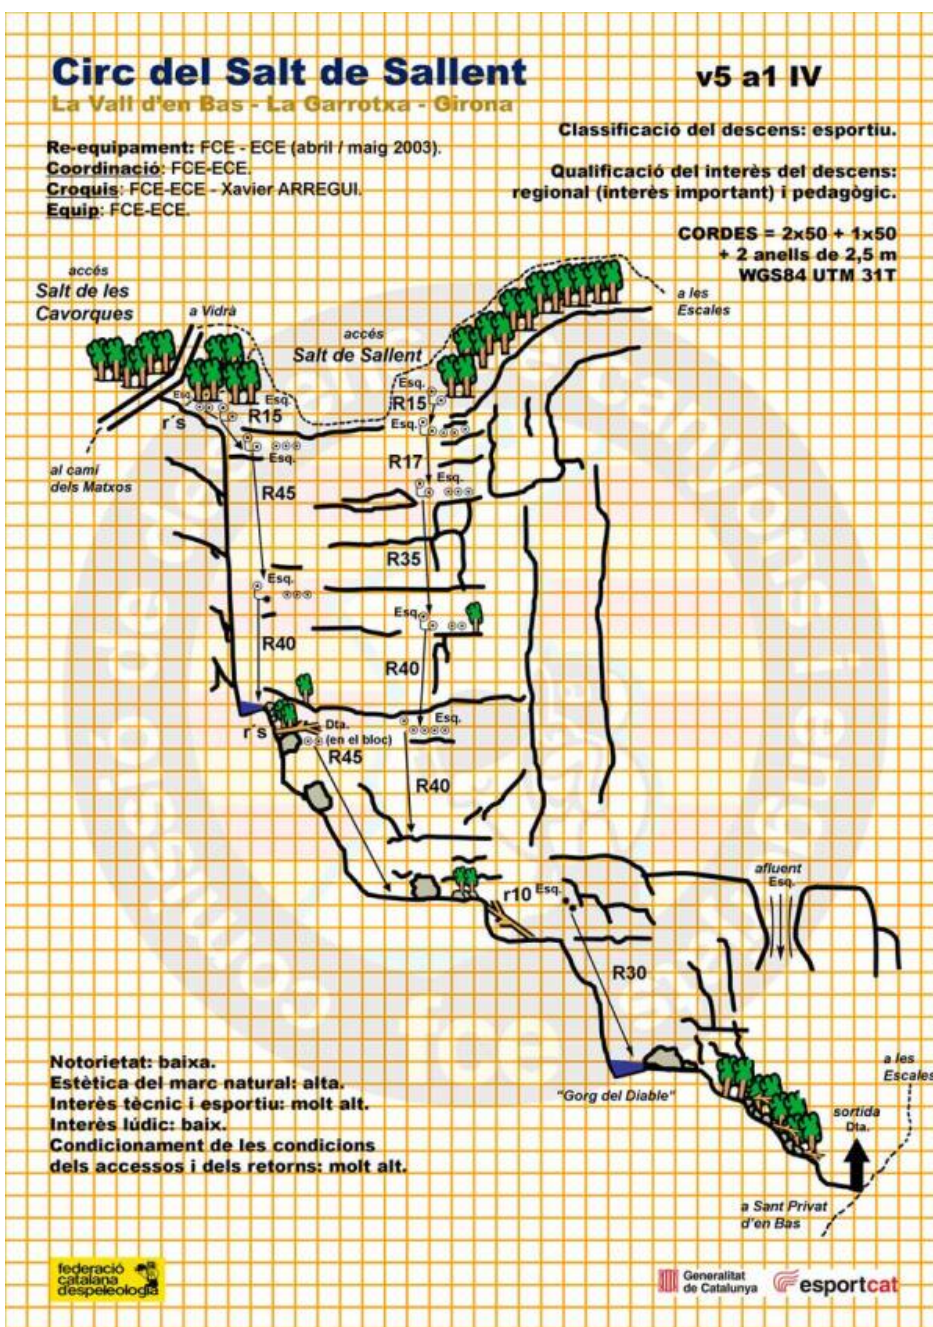 Circ del Salt de Sallent
v5 a1 IV
La Vall d'en Bas - La Garrotxa - Girona
Re-equipament: FCE - ECE (abril / maig 2003).
Coordinació: FCE-ECE.
Croquis: FCE-ECE - Xavier ARREGUI.
Equip: FCE-ECE.
Classificació del descens: esportiu.
Qualificació del interès del descens:
regional (interès important) i pedagògic.
CORDES = 2x50 + 1x50
+ 2 anells de 2,5 m
WGS84 UTM 31T
accés
Salt de les
Cavorques
a Vidrà
accés
Salt de Sallent
a les
Escales
Esq.
Esq.
Esq.
R15
R15
Esq.
r's
Esq.
al camí
dels Matxos
R17
Esq.
R45
R35
Esq.
Esq.
R40
R40
r's
Dta.
(en el bloc)
Esq.
R45
R40
afluent
Esq.
r10
Esq.
R30
"Gorg del Diable"
a les
Escales
sortida
Dta.
a Sant Privat
d'en Bas
Notorietat: baixa.
Estètica del marc natural: alta.
Interès tècnic i esportiu: molt alt.
Interès lúdic: baix.
Condicionament de les condicions
dels accessos i dels retorns: molt alt.
federació
catalana
d'espeleologia
Generalitat
de Catalunya
esportcat